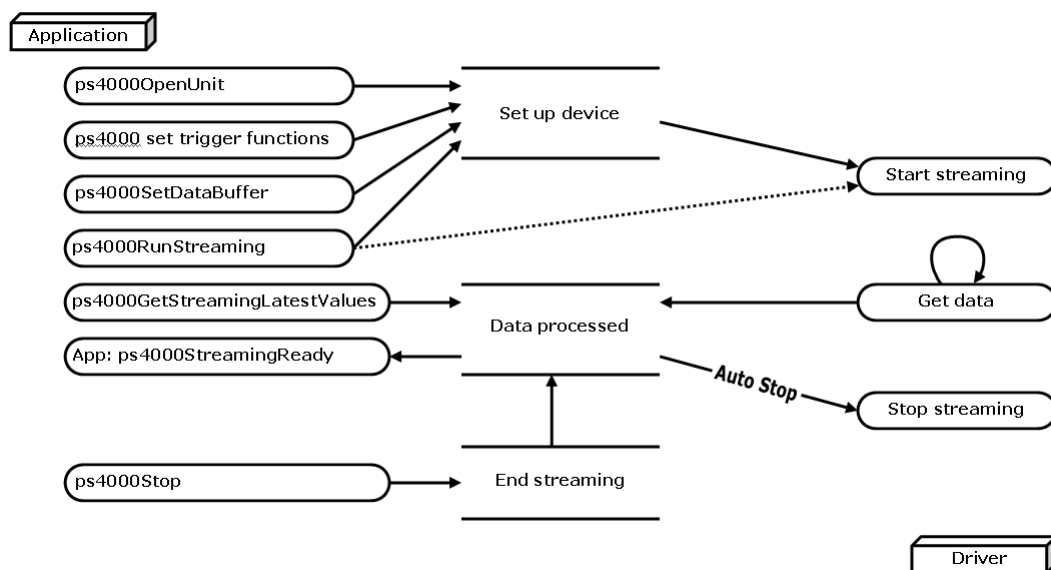 Application
ps4000OpenUnit
Set up device
ps4000 set trigger functions
Start streaming
ps4000SetDataBuffer
ps4000RunStreaming
ps4000GetStreamingLatestValues
Get data
Data processed
App: ps4000StreamingReady
Auto Stop
Stop streaming
ps4000Stop
End streaming
Driver